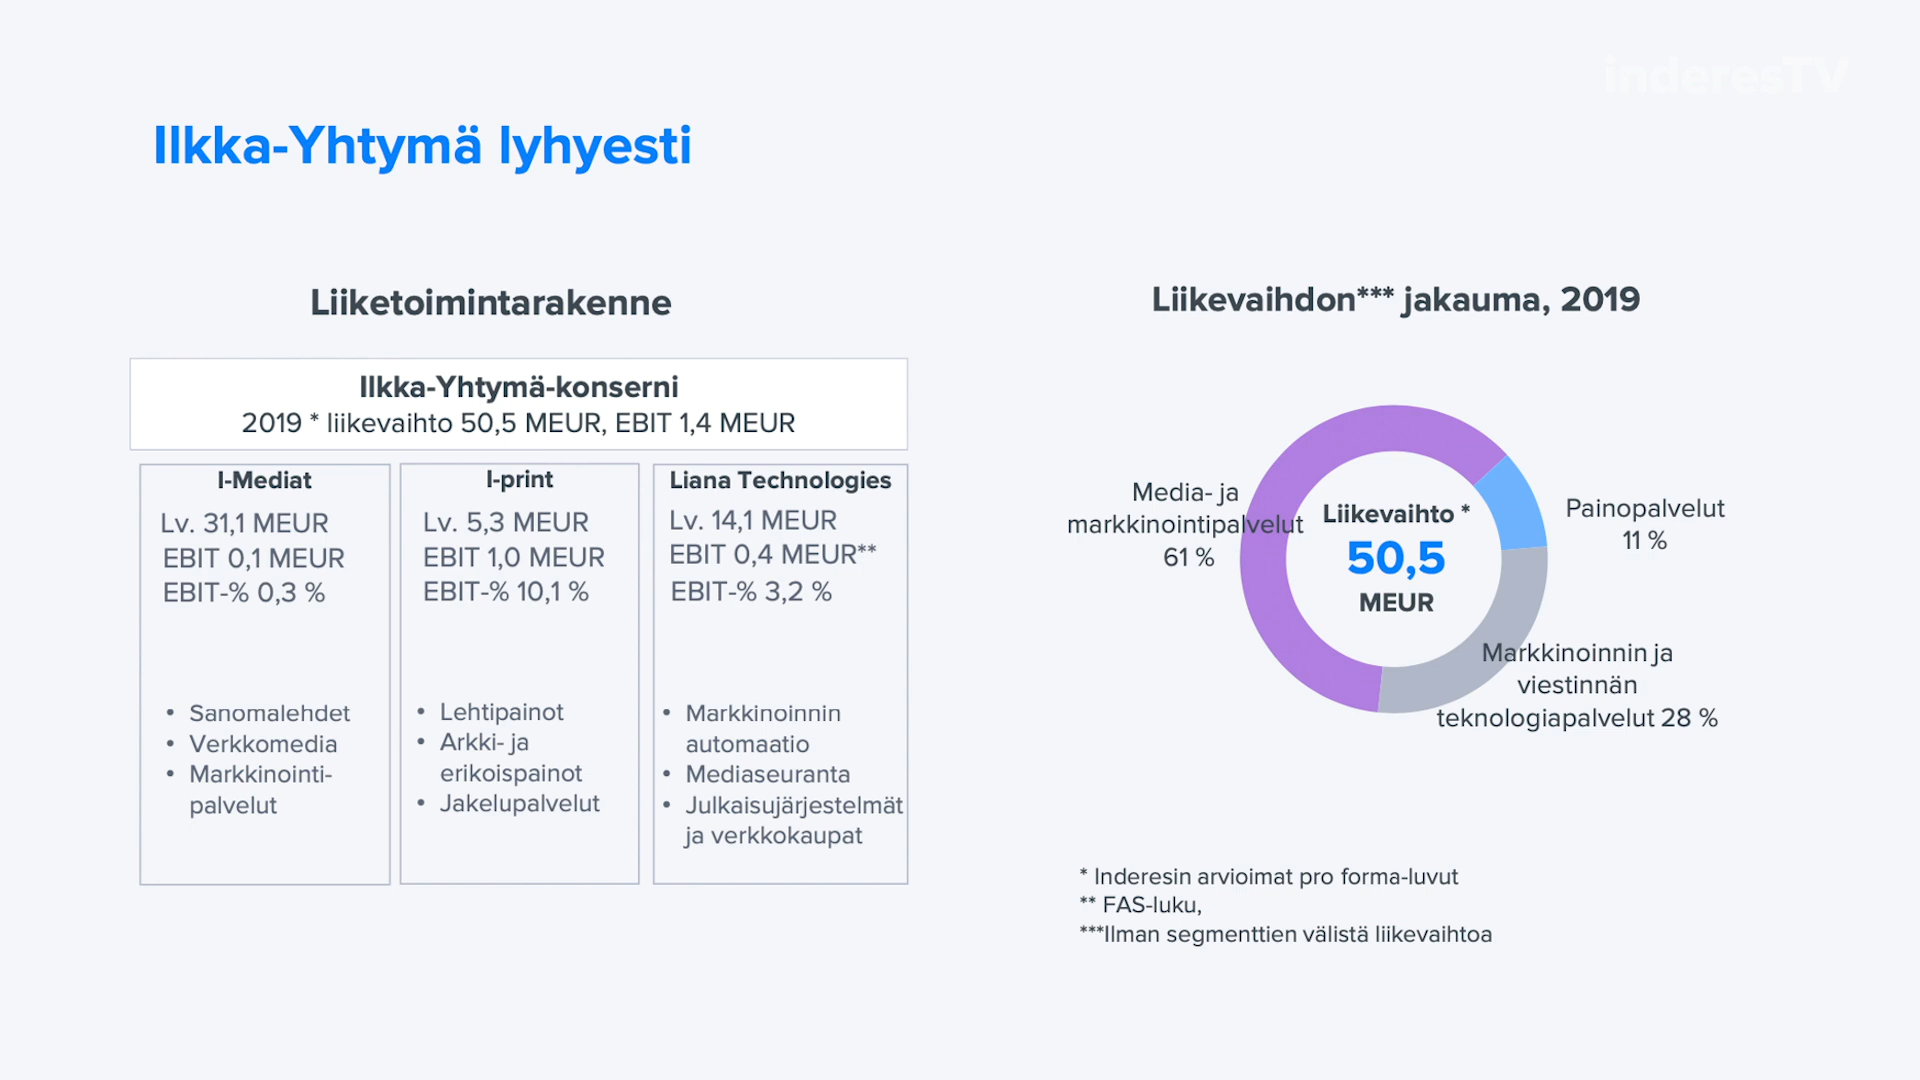 inderesTV
Ilkka-Yhtymä lyhyesti
Liiketoimintarakenne
Ilkka-Yhtymä-konserni
2019 * liikevaihto 50,5 MEUR, EBIT 1,4 MEUR
I-Mediat
Lv. 31,1 MEUR
EBIT 0,1 MEUR
EBIT-% 0,3 %
• Sanomalehdet
• Verkkomedia
• Markkinointi-
palvelut
I-print
Lv. 5,3 MEUR
EBIT 1,0 MEUR
EBIT-% 10,1 %
• Lehtipainot
• Arkki- ja
erikoispainot
• Jakelupalvelut
Liana Technologies
Lv. 14,1 MEUR
EBIT 0,4 MEUR**
EBIT-% 3,2 %
• Markkinoinnin
automaatio
• Mediaseuranta
• Julkaisujärjestelmät
ja verkkokaupat
Liikevaihdon*** jakauma, 2019
Media- ja
markkinointipalvelut
61 %
Liikevaihto *
50,5
MEUR
Painopalvelut
11 %
Markkinoinnin ja
viestinnän
teknologiapalvelut 28 %
* Inderesin arvioimat pro forma-luvut
** FAS-luku,
***Ilman segmenttien välistä liikevaihtoa